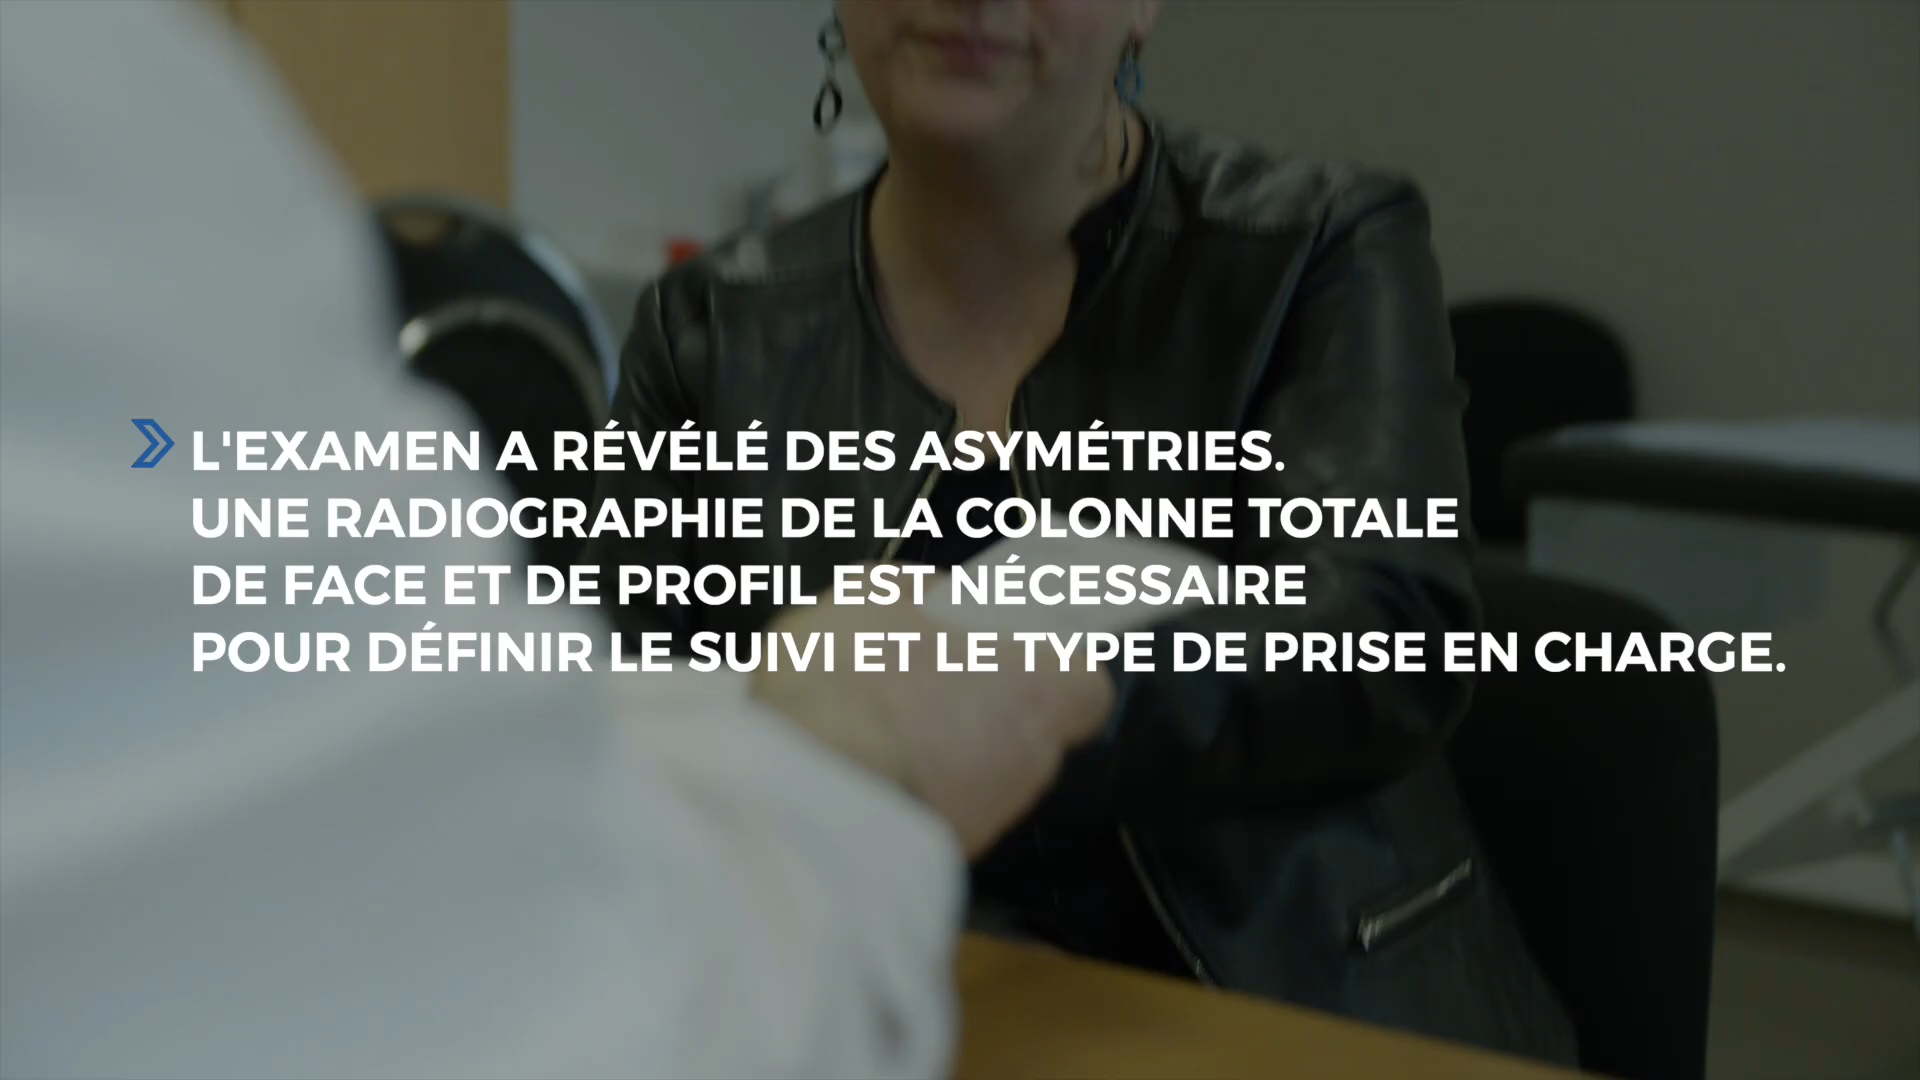 L'EXAMEN A RÉVÉLÉ DES ASYMÉTRIES.
UNE RADIOGRAPHIE DE LA COLONNE TOTALE
DE FACE ET DE PROFIL EST NÉCESSAIRE
POUR DÉFINIR LE SUIVI ET LE TYPE DE PRISE EN CHARGE.